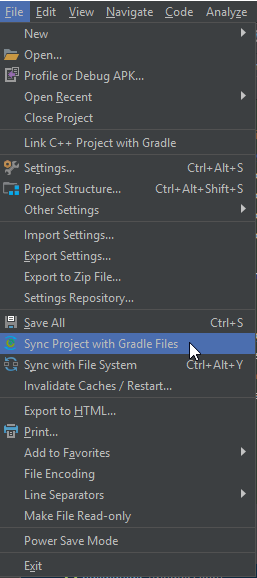 File Edit View Navigate Code Analyze
New
Open...
Profile or Debug APK...
Open Recent
Close Project
Link C++ Project with Gradle
Settings... Ctrl+Alt+S
Project Structure... Ctrl+Alt+Shift+S
Other Settings
Import Settings...
Export Settings...
Export to Zip File...
Settings Repository...
Save All Ctrl+S
Sync Project with Gradle Files
Sync with File System Ctrl+Alt+Y
Invalidate Caches / Restart...
Export to HTML...
Print...
Add to Favorites
File Encoding
Line Separators
Make File Read-only
Power Save Mode
Exit